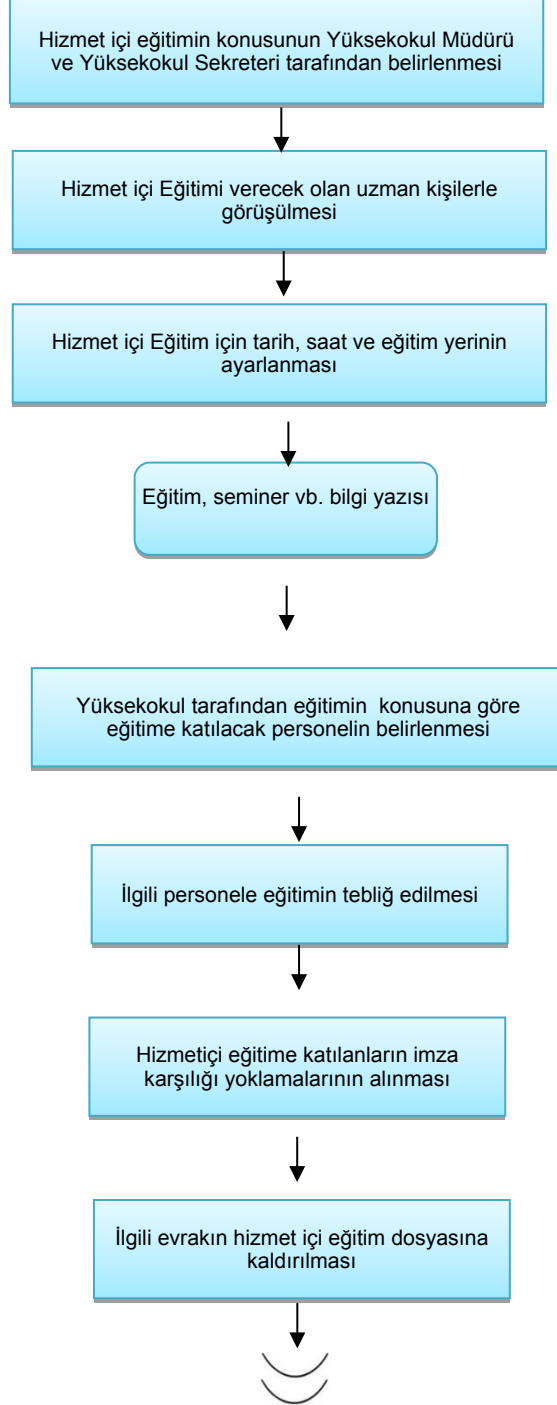 Hizmet içi eğitimin konusunun Yüksekokul Müdürü
ve Yüksekokul Sekreteri tarafından belirlenmesi
Hizmet içi Eğitimi verecek olan uzman kişilerle
görüşülmesi
Hizmet içi Eğitim için tarih, saat ve eğitim yerinin
ayarlanması
Eğitim, seminer vb. bilgi yazısı
Yüksekokul tarafından eğitimin konusuna göre
eğitime katılacak personelin belirlenmesi
İlgili personele eğitimin tebliğ edilmesi
Hizmetiçi eğitime katılanların imza
karşılığı yoklamalarının alınması
İlgili evrakın hizmet içi eğitim dosyasına
kaldırılması